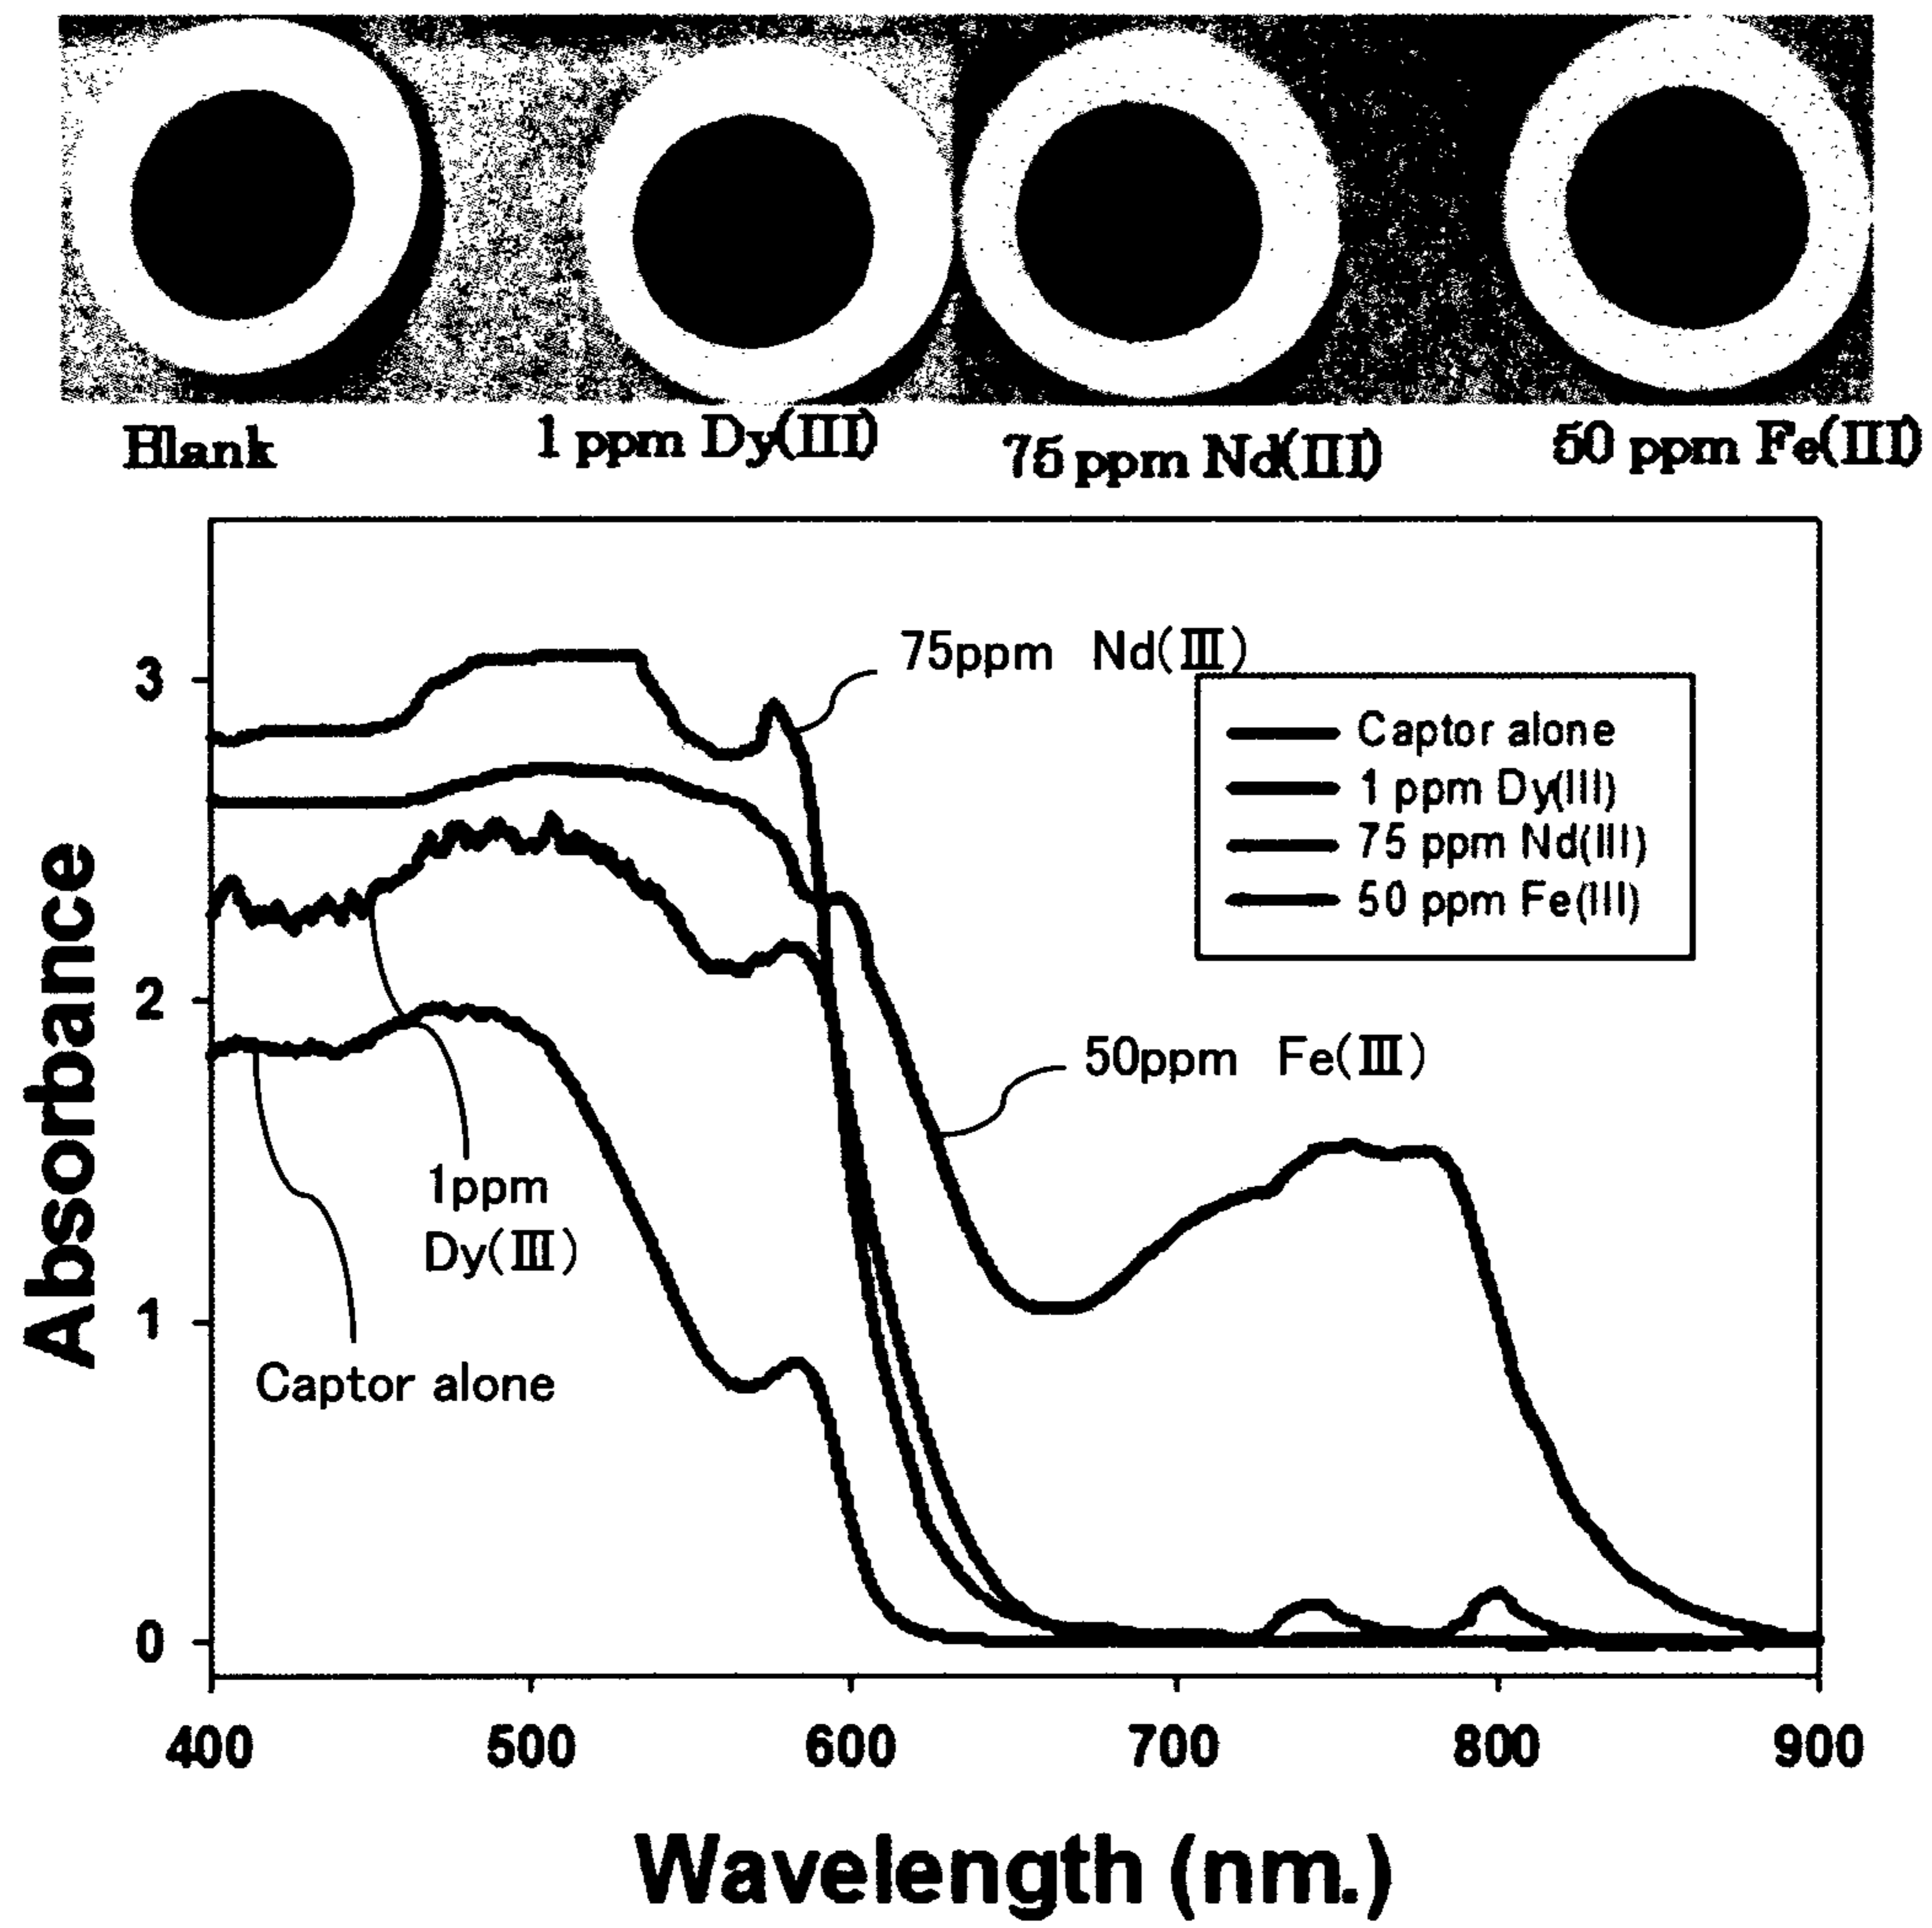 Blank
1 ppm Dy(III)
75 ppm Nd(III)
50 ppm Fe(III)
75ppm Nd(Ⅲ)
Captor alone
1 ppm Dy(III)
75 ppm Nd(III)
50 ppm Fe(III)
50ppm Fe(Ⅲ)
1ppm
Dy(Ⅲ)
Captor alone
Absorbance
3
2
1
0
400 500 600 700 800 900
Wavelength (nm.)